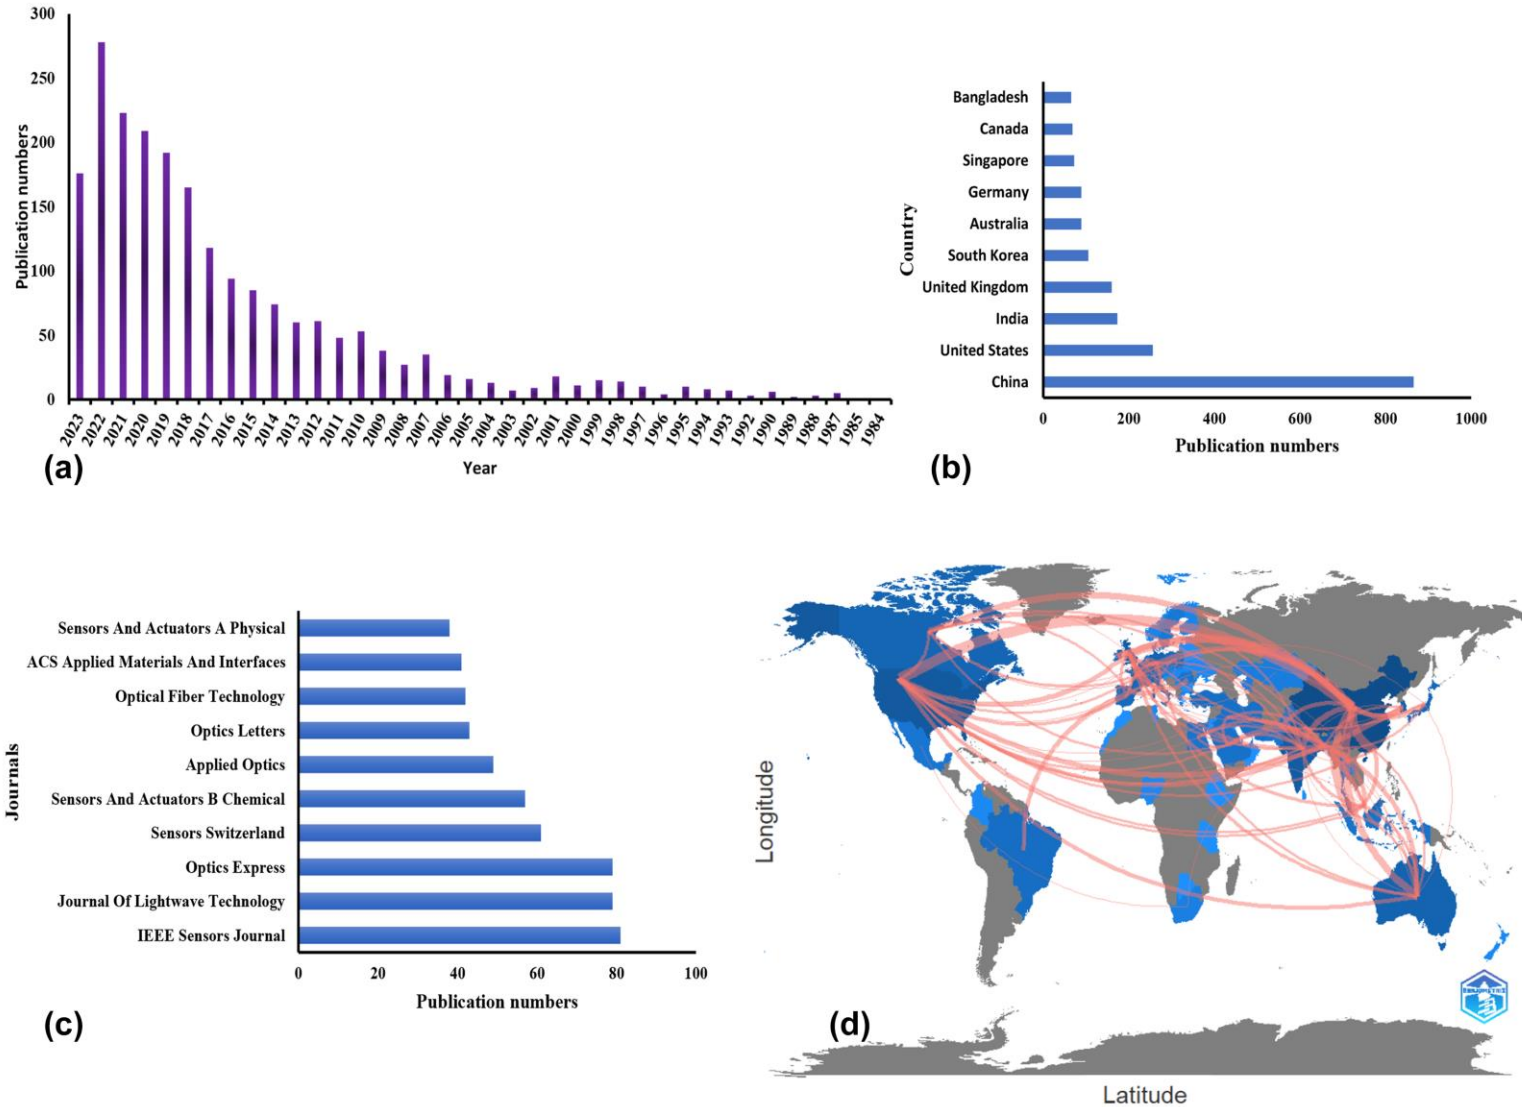 300
250
200
150
100
50
0
Publication numbers
2023 2022 2021 2020 2019 2018 2017 2016 2015 2014 2013 2012 2011 2010 2009 2008 2007 2006 2005 2004 2003 2002 2001 2000 1999 1998 1997 1996 1995 1994 1993 1992 1990 1989 1988 1987 1985 1984
Year
(a)
Country
Bangladesh
Canada
Singapore
Germany
Australia
South Korea
United Kingdom
India
United States
China
0 200 400 600 800 1000
Publication numbers
(b)
Journals
Sensors And Actuators A Physical
ACS Applied Materials And Interfaces
Optical Fiber Technology
Optics Letters
Applied Optics
Sensors And Actuators B Chemical
Sensors Switzerland
Optics Express
Journal Of Lightwave Technology
IEEE Sensors Journal
0 20 40 60 80 100
Publication numbers
(c)
Longitude
(d)
Latitude